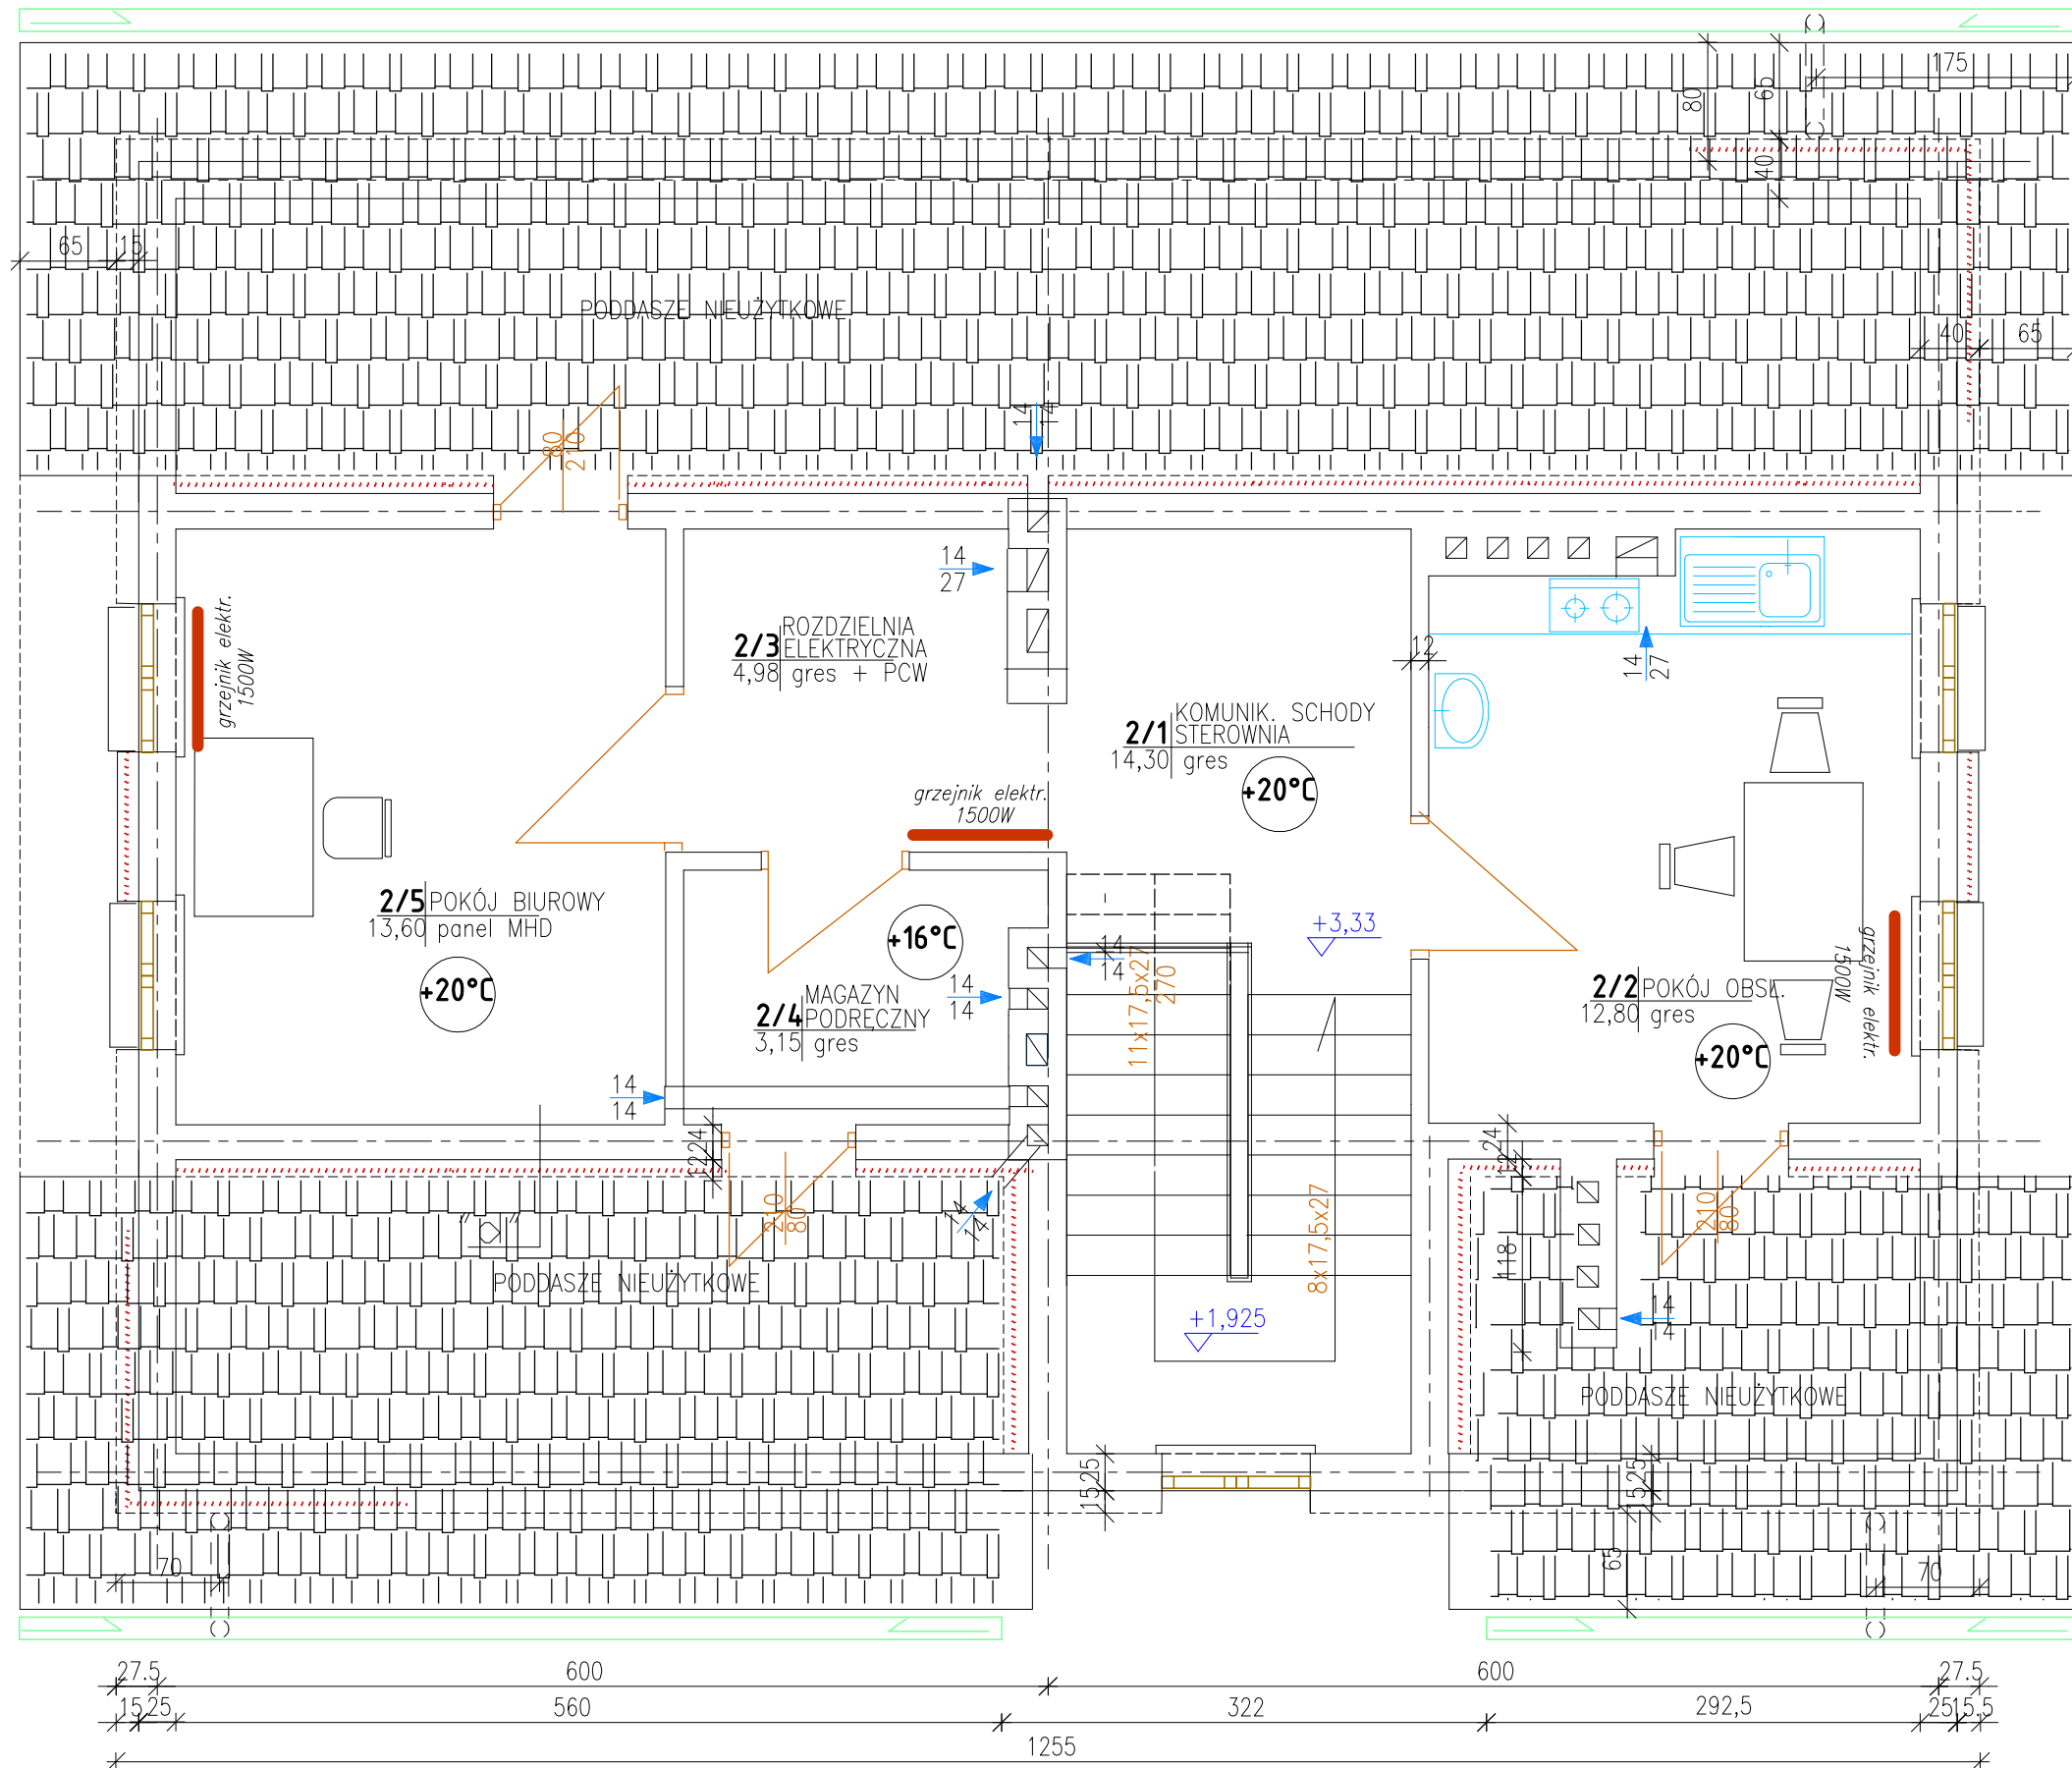 175
80
65
40
65
15
PODDASZE NIEUŻYTKOWE
40
65
80
210
14
14
14
27
grzejnik elektr.
1500W
2/3 ROZDZIELNIA
ELEKTRYCZNA
4,98 gres + PCW
12
14
27
2/1 KOMUNIK. SCHODY
STEROWNIA
14,30 gres
+20°C
grzejnik elektr.
1500W
2/5 POKÓJ BIUROWY
13,60 panel MHD
+20°C
+16°C
+3,33
14
14
11x17,5x27
270
14
14
2/4 MAGAZYN
PODRĘCZNY
3,15 gres
2/2 POKÓJ OBSŁ.
12,80 gres
+20°C
grzejnik elektr.
1500W
14
14
24
12
24
12
210
80
14
14
"d"
PODDASZE NIEUŻYTKOWE
8x17,5x27
210
80
118
14
14
+1,925
PODDASZE NIEUŻYTKOWE
25
15
25
15
65
70
70
27.5
600
600
27.5
15
25
560
322
292,5
25
15.5
1255